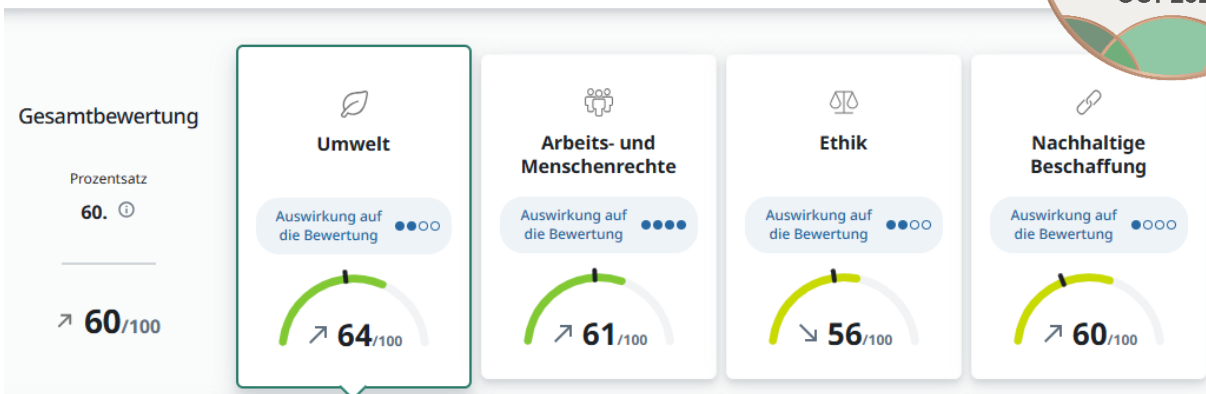 Gesamtbewertung
Prozentsatz
60.
60/100
Umwelt
Auswirkung auf
die Bewertung
64/100
Arbeits- und
Menschenrechte
Auswirkung auf
die Bewertung
61/100
Ethik
Auswirkung auf
die Bewertung
56/100
Nachhaltige
Beschaffung
Auswirkung auf
die Bewertung
60/100